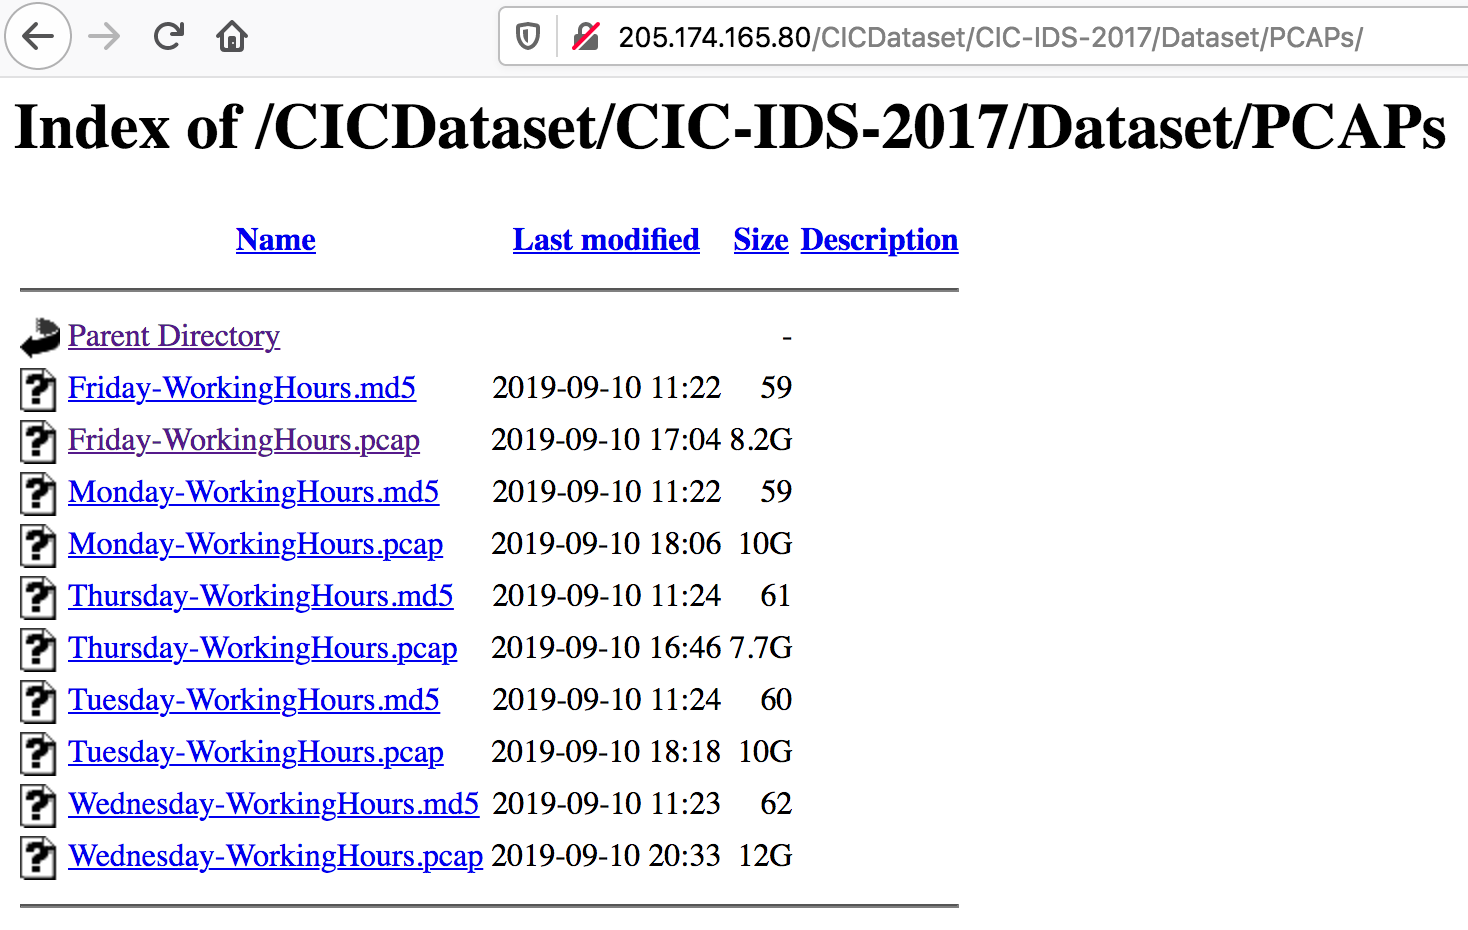 205.174.165.80/CICDataset/CIC-IDS-2017/Dataset/PCAPs/
Index of /CICDataset/CIC-IDS-2017/Dataset/PCAPs
Name Last modified Size Description
Parent Directory -
Friday-WorkingHours.md5 2019-09-10 11:22 59
Friday-WorkingHours.pcap 2019-09-10 17:04 8.2G
Monday-WorkingHours.md5 2019-09-10 11:22 59
Monday-WorkingHours.pcap 2019-09-10 18:06 10G
Thursday-WorkingHours.md5 2019-09-10 11:24 61
Thursday-WorkingHours.pcap 2019-09-10 16:46 7.7G
Tuesday-WorkingHours.md5 2019-09-10 11:24 60
Tuesday-WorkingHours.pcap 2019-09-10 18:18 10G
Wednesday-WorkingHours.md5 2019-09-10 11:23 62
Wednesday-WorkingHours.pcap 2019-09-10 20:33 12G